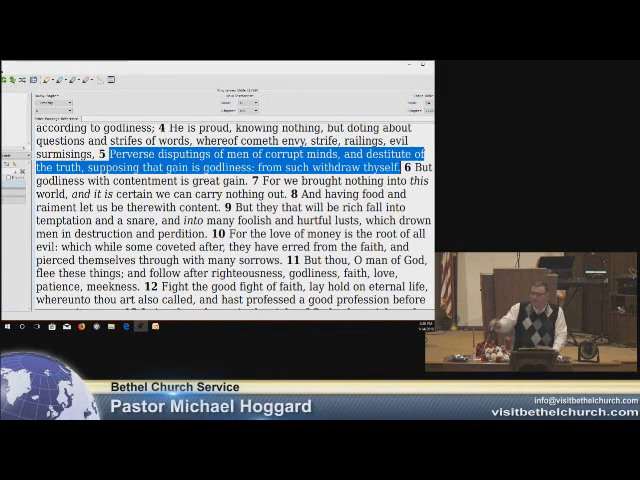 according to godliness; 4 He is proud, knowing nothing, but doting about
questions and strifes of words, whereof cometh envy, strife, railings, evil
surmisings, 5 Perverse disputings of men of corrupt minds, and destitute of
the truth, supposing that gain is godliness: from such withdraw thyself. 6 But
godliness with contentment is great gain. 7 For we brought nothing into this
world, and it is certain we can carry nothing out. 8 And having food and
raiment let us be therewith content. 9 But they that will be rich fall into
temptation and a snare, and into many foolish and hurtful lusts, which drown
men in destruction and perdition. 10 For the love of money is the root of all
evil: which while some coveted after, they have erred from the faith, and
pierced themselves through with many sorrows. 11 But thou, O man of God,
flee these things; and follow after righteousness, godliness, faith, love,
patience, meekness. 12 Fight the good fight of faith, lay hold on eternal life,
whereunto thou art also called, and hast professed a good profession before
Bethel Church Service
Pastor Michael Hoggard
info@visitbethelchurch.com
visitbethelchurch.com